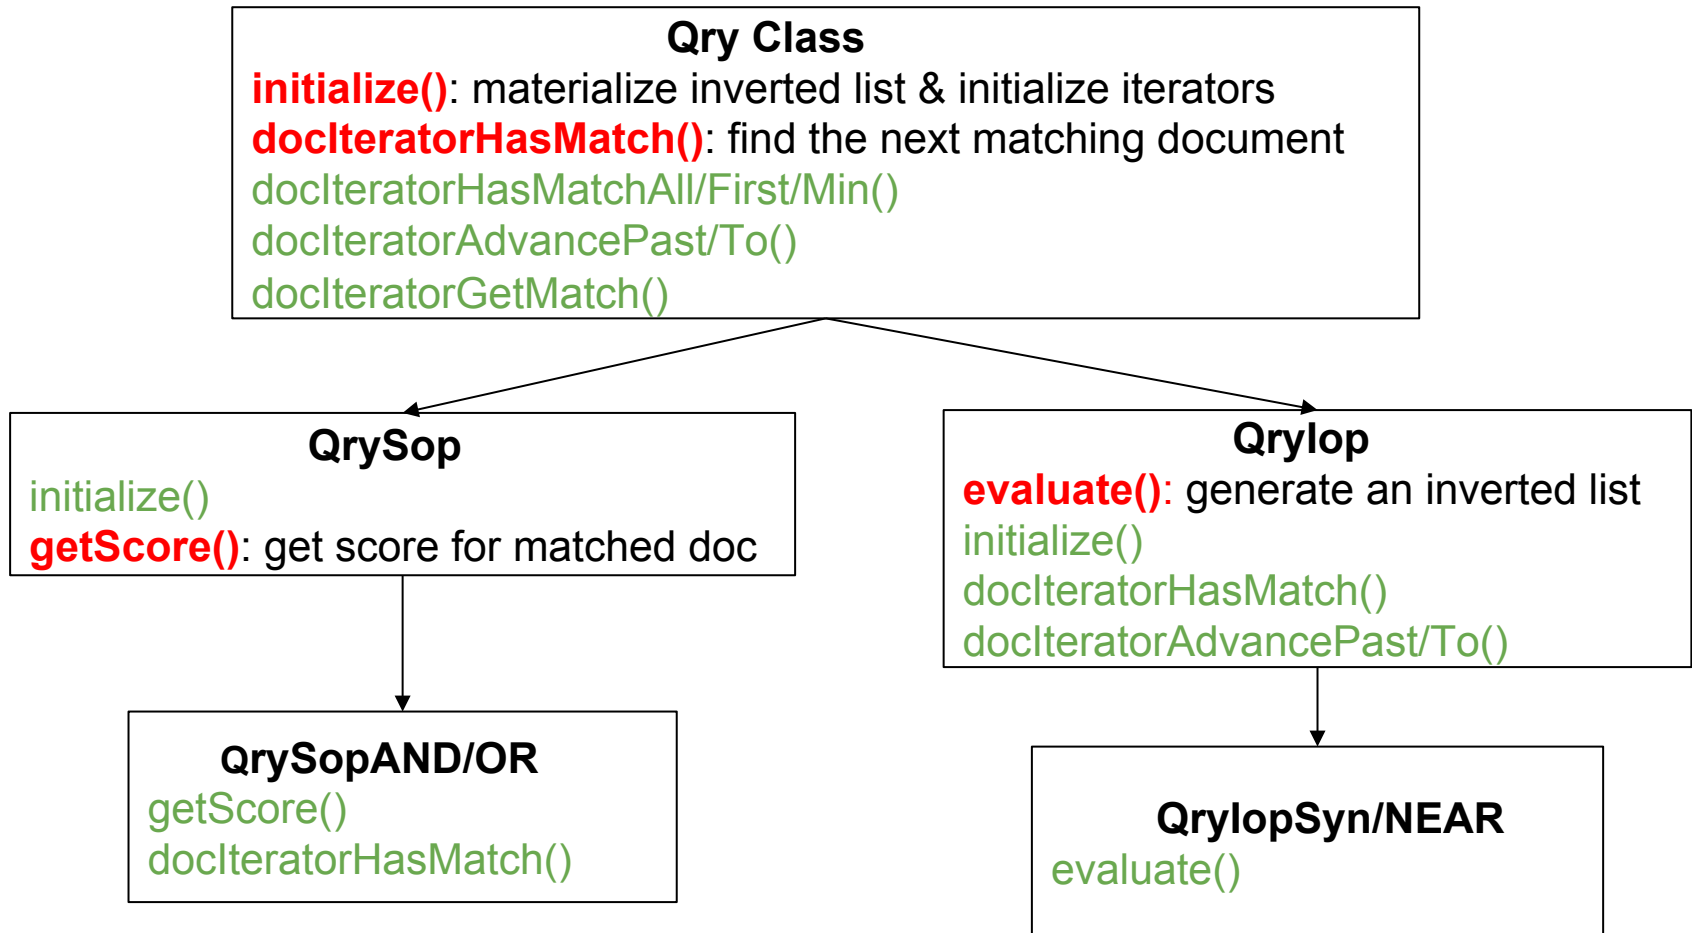 Qry Class
initialize(): materialize inverted list & initialize iterators
docIteratorHasMatch(): find the next matching document
docIteratorHasMatchAll/First/Min()
docIteratorAdvancePast/To()
docIteratorGetMatch()
QrySop
initialize()
getScore(): get score for matched doc
QryIop
evaluate(): generate an inverted list
initialize()
docIteratorHasMatch()
docIteratorAdvancePast/To()
QrySopAND/OR
getScore()
docIteratorHasMatch()
QryIopSyn/NEAR
evaluate()